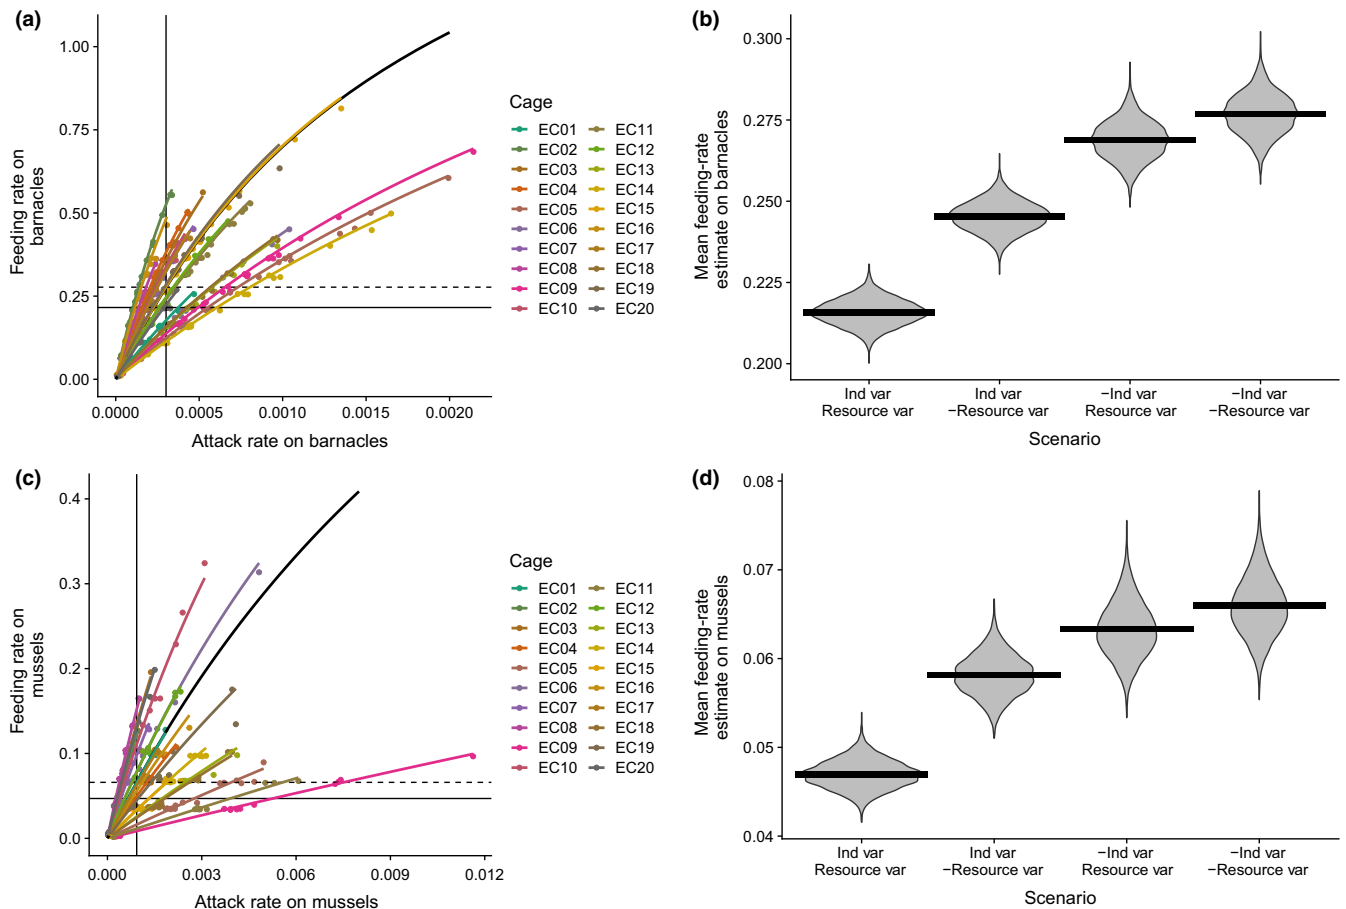 (a)
1.00
0.75
0.50
0.25
0.00
Feeding rate on
barnacles
0.0000 0.0005 0.0010 0.0015 0.0020
Attack rate on barnacles
Cage
EC01 EC11
EC02 EC12
EC03 EC13
EC04 EC14
EC05 EC15
EC06 EC16
EC07 EC17
EC08 EC18
EC09 EC19
EC10 EC20
(b)
0.300
0.275
0.250
0.225
0.200
Mean feeding-rate
estimate on barnacles
Ind var Ind var −Ind var −Ind var
Resource var −Resource var Resource var −Resource var
Scenario
(c)
0.4
0.3
0.2
0.1
0.0
Feeding rate on
mussels
0.000 0.003 0.006 0.009 0.012
Attack rate on mussels
Cage
EC01 EC11
EC02 EC12
EC03 EC13
EC04 EC14
EC05 EC15
EC06 EC16
EC07 EC17
EC08 EC18
EC09 EC19
EC10 EC20
(d)
0.08
0.07
0.06
0.05
0.04
Mean feeding-rate
estimate on mussels
Ind var Ind var −Ind var −Ind var
Resource var −Resource var Resource var −Resource var
Scenario